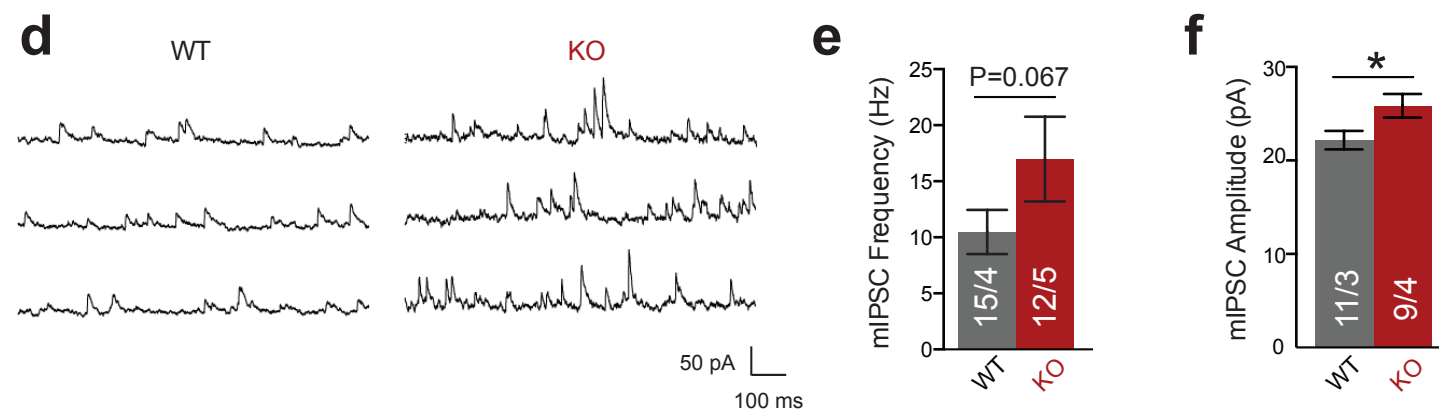 d
WT
KO
50 pA
100 ms
e
mIPSC Frequency (Hz)
25
20
15
10
5
0
P=0.067
15/4
12/5
WT
KO
f
mIPSC Amplitude (pA)
30
20
10
0
*
11/3
9/4
WT
KO